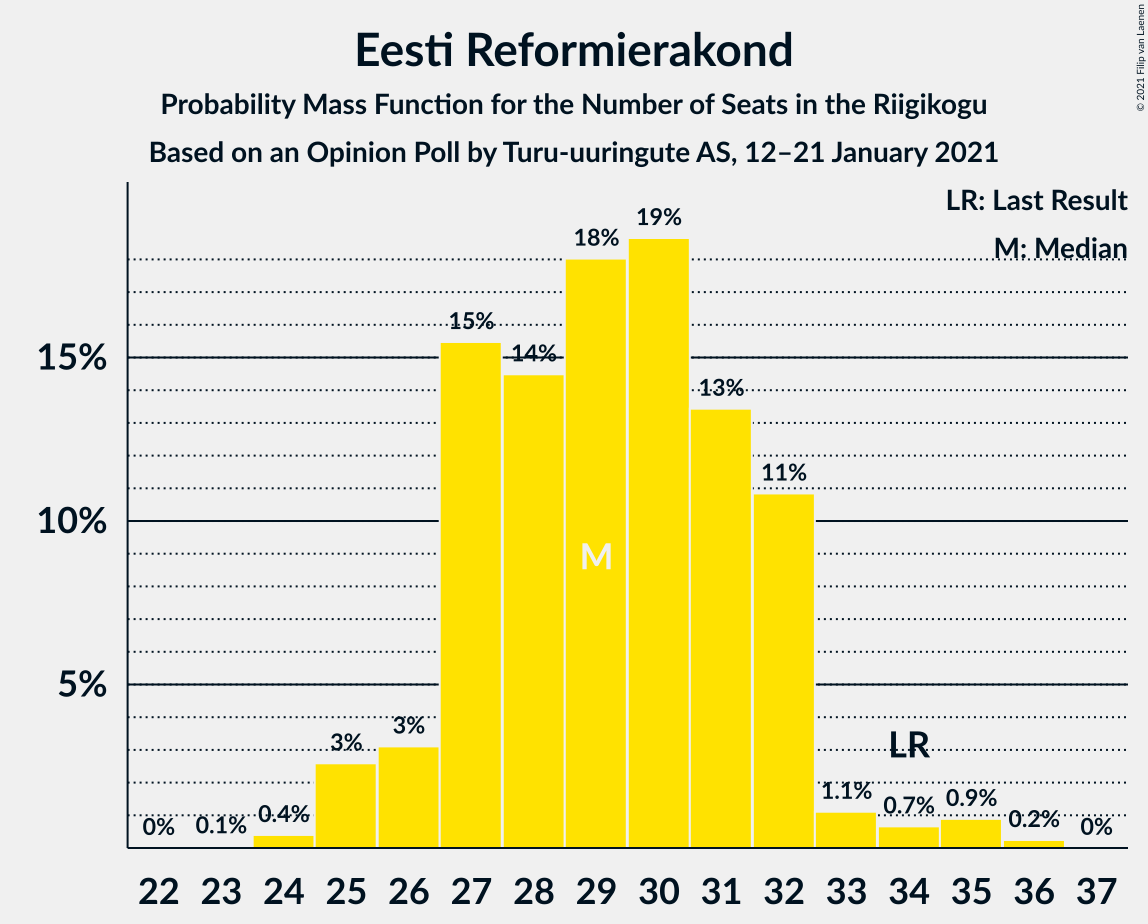 Eesti Reformierakond
Probability Mass Function for the Number of Seats in the Riigikogu
Based on an Opinion Poll by Turu-uuringute AS, 12–21 January 2021
© 2021 Filip van Laenen
LR: Last Result
M: Median
19%
18%
15%
14%
15%
13%
11%
10%
M
5%
3%
3%
LR
1.1%
0.9%
0.7%
0.4%
0.2%
0.1%
0%
0%
22 23 24 25 26 27 28 29 30 31 32 33 34 35 36 37